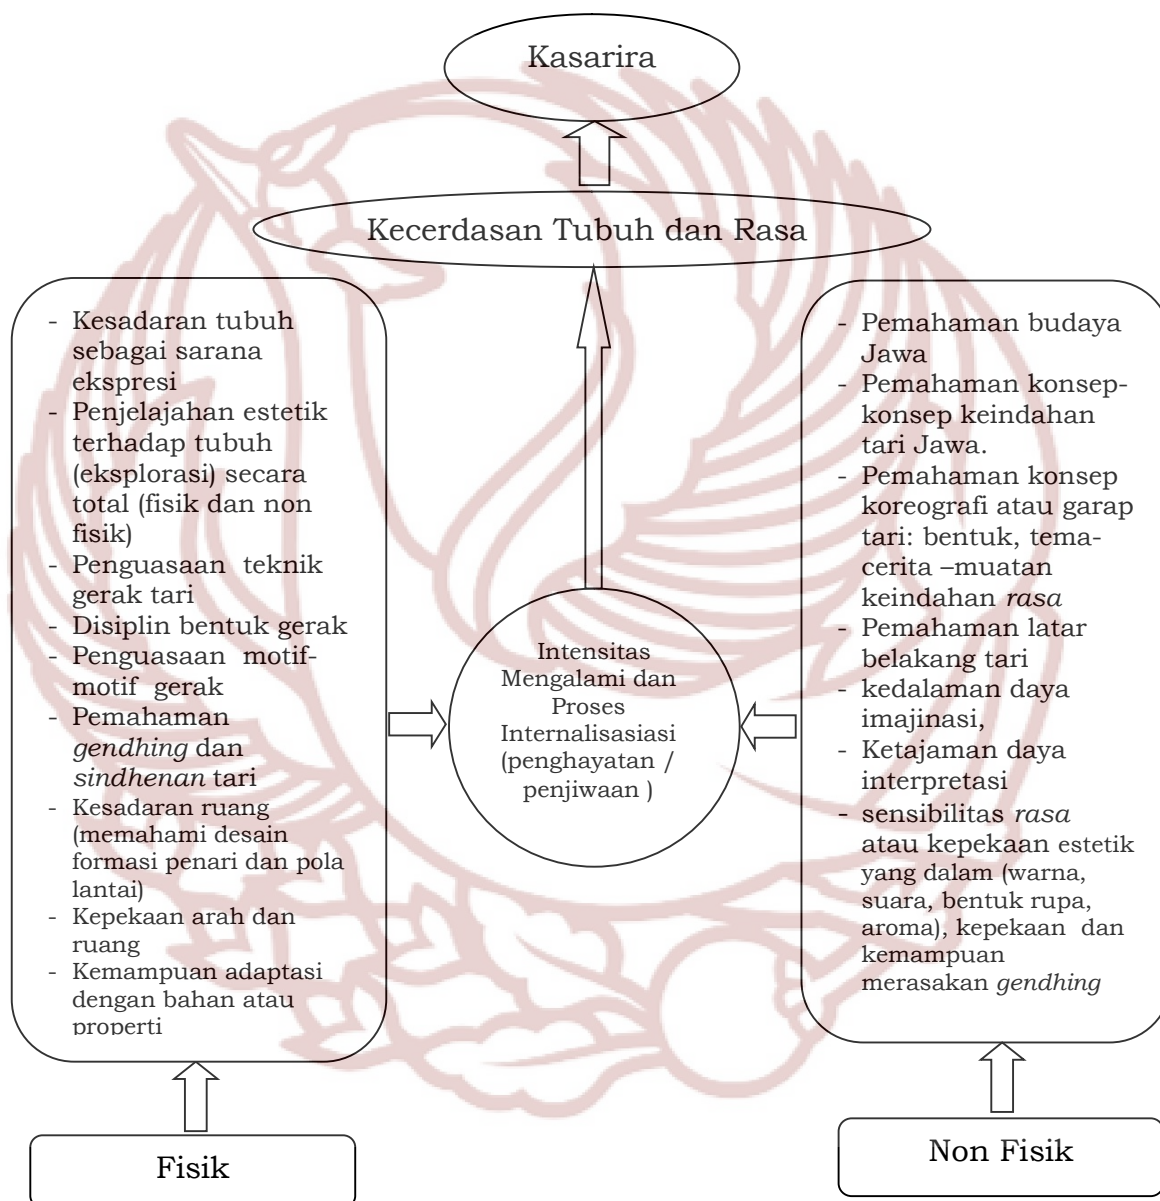 Kasarira
Kecerdasan Tubuh dan Rasa
- Kesadaran tubuh
sebagai sarana
ekspresi
- Penjelajahan estetik
terhadap tubuh
(eksplorasi) secara
total (fisik dan non
fisik)
- Penguasaan teknik
gerak tari
- Disiplin bentuk gerak
- Penguasaan motif-
motif gerak
- Pemahaman
gendhing dan
sindhenan tari
- Kesadaran ruang
(memahami desain
formasi penari dan pola
lantai)
- Kepekaan arah dan
ruang
- Kemampuan adaptasi
dengan bahan atau
properti
Intensitas
Mengalami dan
Proses
Internalisasiasi
(penghayatan /
penjiwaan )
- Pemahaman budaya
Jawa
- Pemahaman konsep-
konsep keindahan
tari Jawa.
- Pemahaman konsep
koreografi atau garap
tari: bentuk, tema-
cerita –muatan
keindahan rasa
- Pemahaman latar
belakang tari
- kedalaman daya
imajinasi,
- Ketajaman daya
interpretasi
- sensibilitas rasa
atau kepekaan estetik
yang dalam (warna,
suara, bentuk rupa,
aroma), kepekaan dan
kemampuan
merasakan gendhing
Fisik
Non Fisik